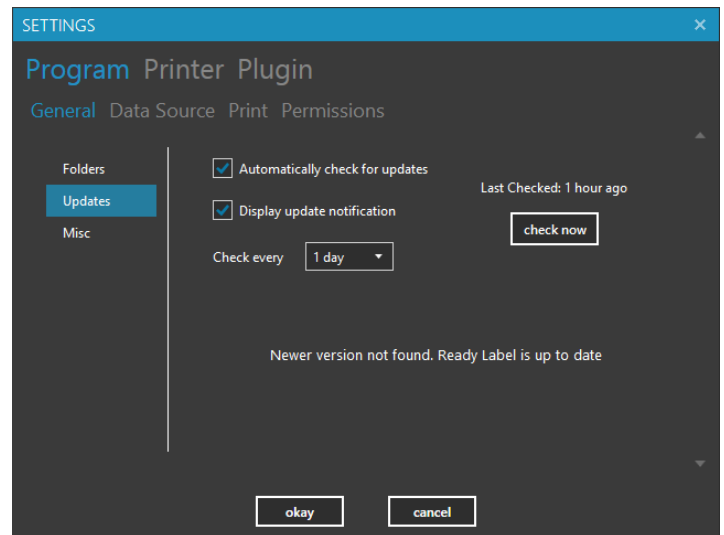 SETTINGS
Program Printer Plugin
General Data Source Print Permissions
Folders
Updates
Misc
Automatically check for updates
Display update notification
Check every 1 day
Last Checked: 1 hour ago
check now
Newer version not found. Ready Label is up to date
okay cancel